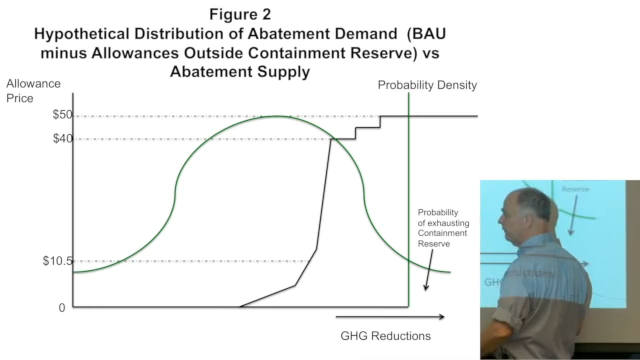 Figure 2
Hypothetical Distribution of Abatement Demand (BAU
minus Allowances Outside Containment Reserve) vs
Abatement Supply
Allowance
Price
Probability Density
$50
$40
$10.5
0
Probability
of exhausting
Containment
Reserve
GHG Reductions
Reserve